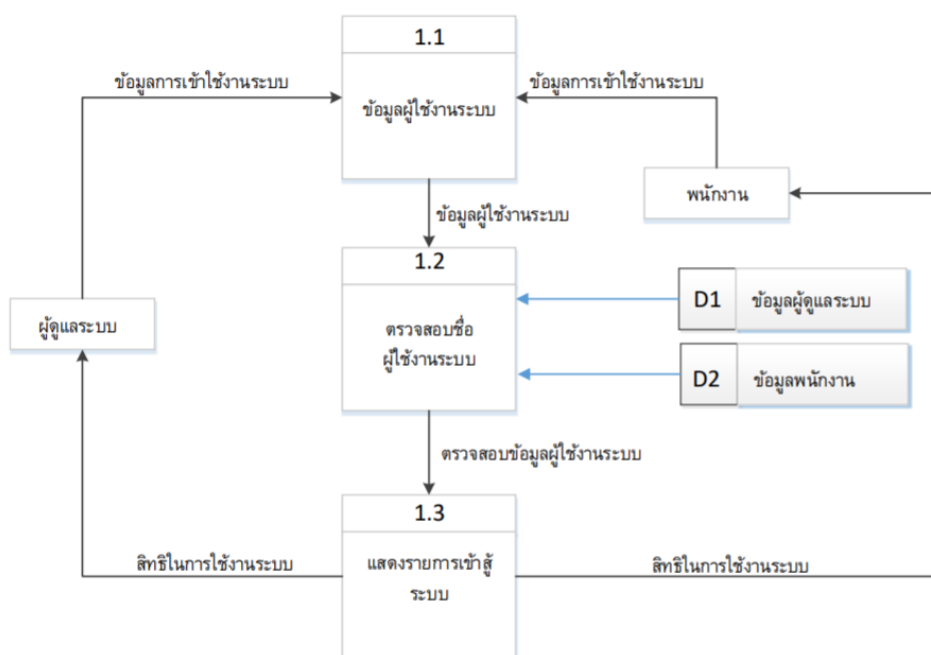 1.1
ข้อมูลการเข้าใช้งานระบบ
ข้อมูลผู้ใช้งานระบบ
ข้อมูลการเข้าใช้งานระบบ
พนักงาน
ข้อมูลผู้ใช้งานระบบ
1.2
ตรวจสอบชื่อ
ผู้ใช้งานระบบ
D1 ข้อมูลผู้ดูแลระบบ
D2 ข้อมูลพนักงาน
ผู้ดูแลระบบ
ตรวจสอบข้อมูลผู้ใช้งานระบบ
1.3
แสดงรายการเข้าสู่
ระบบ
สิทธิในการใช้งานระบบ
สิทธิในการใช้งานระบบ